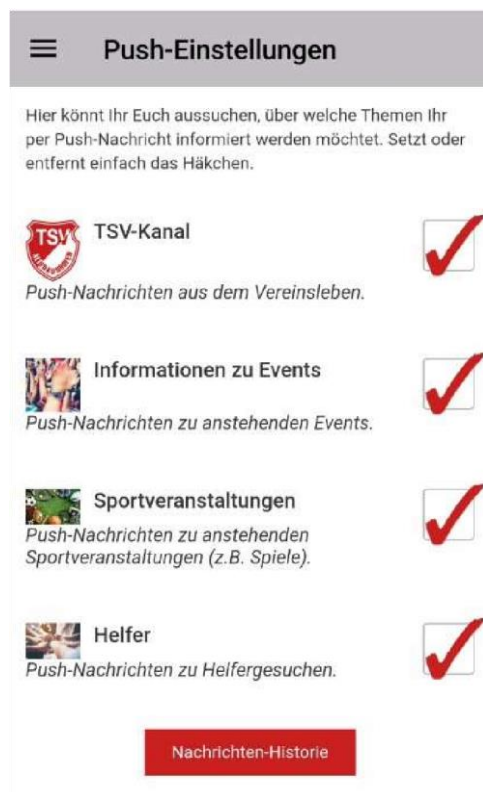 Push-Einstellungen
Hier könnt Ihr Euch aussuchen, über welche Themen Ihr
per Push-Nachricht informiert werden möchtet. Setzt oder
entfernt einfach das Häkchen.
TSV
TSV-Kanal
Push-Nachrichten aus dem Vereinsleben.
Informationen zu Events
Push-Nachrichten zu anstehenden Events.
Sportveranstaltungen
Push-Nachrichten zu anstehenden
Sportveranstaltungen (z.B. Spiele).
Helfer
Push-Nachrichten zu Helfergesuchen.
Nachrichten-Historie